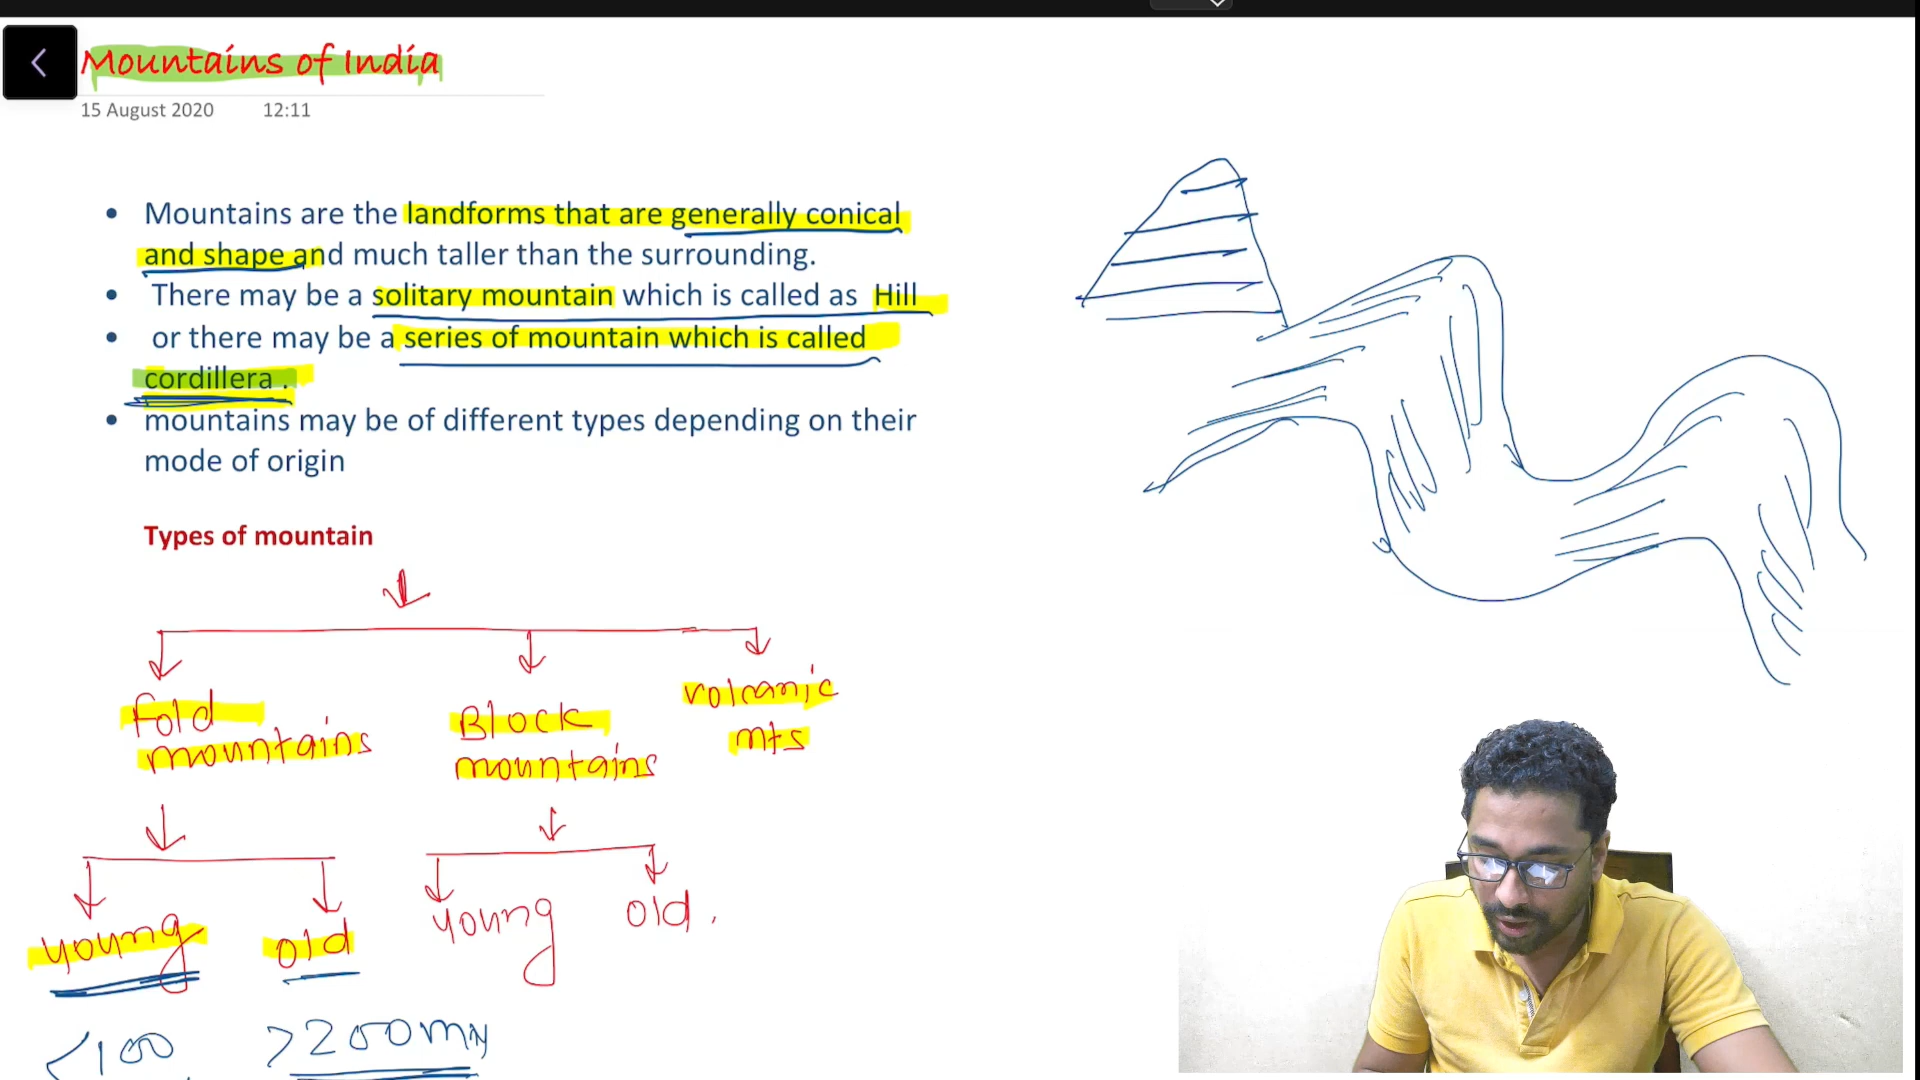 Mountains of India
15 August 2020 12:11
• Mountains are the landforms that are generally conical
and shape and much taller than the surrounding.
• There may be a solitary mountain which is called as Hill
• or there may be a series of mountain which is called
cordillera .
• mountains may be of different types depending on their
mode of origin
Types of mountain
fold
mountains
Block
mountains
volcanic
mts
young old
young old.
<100 >200my